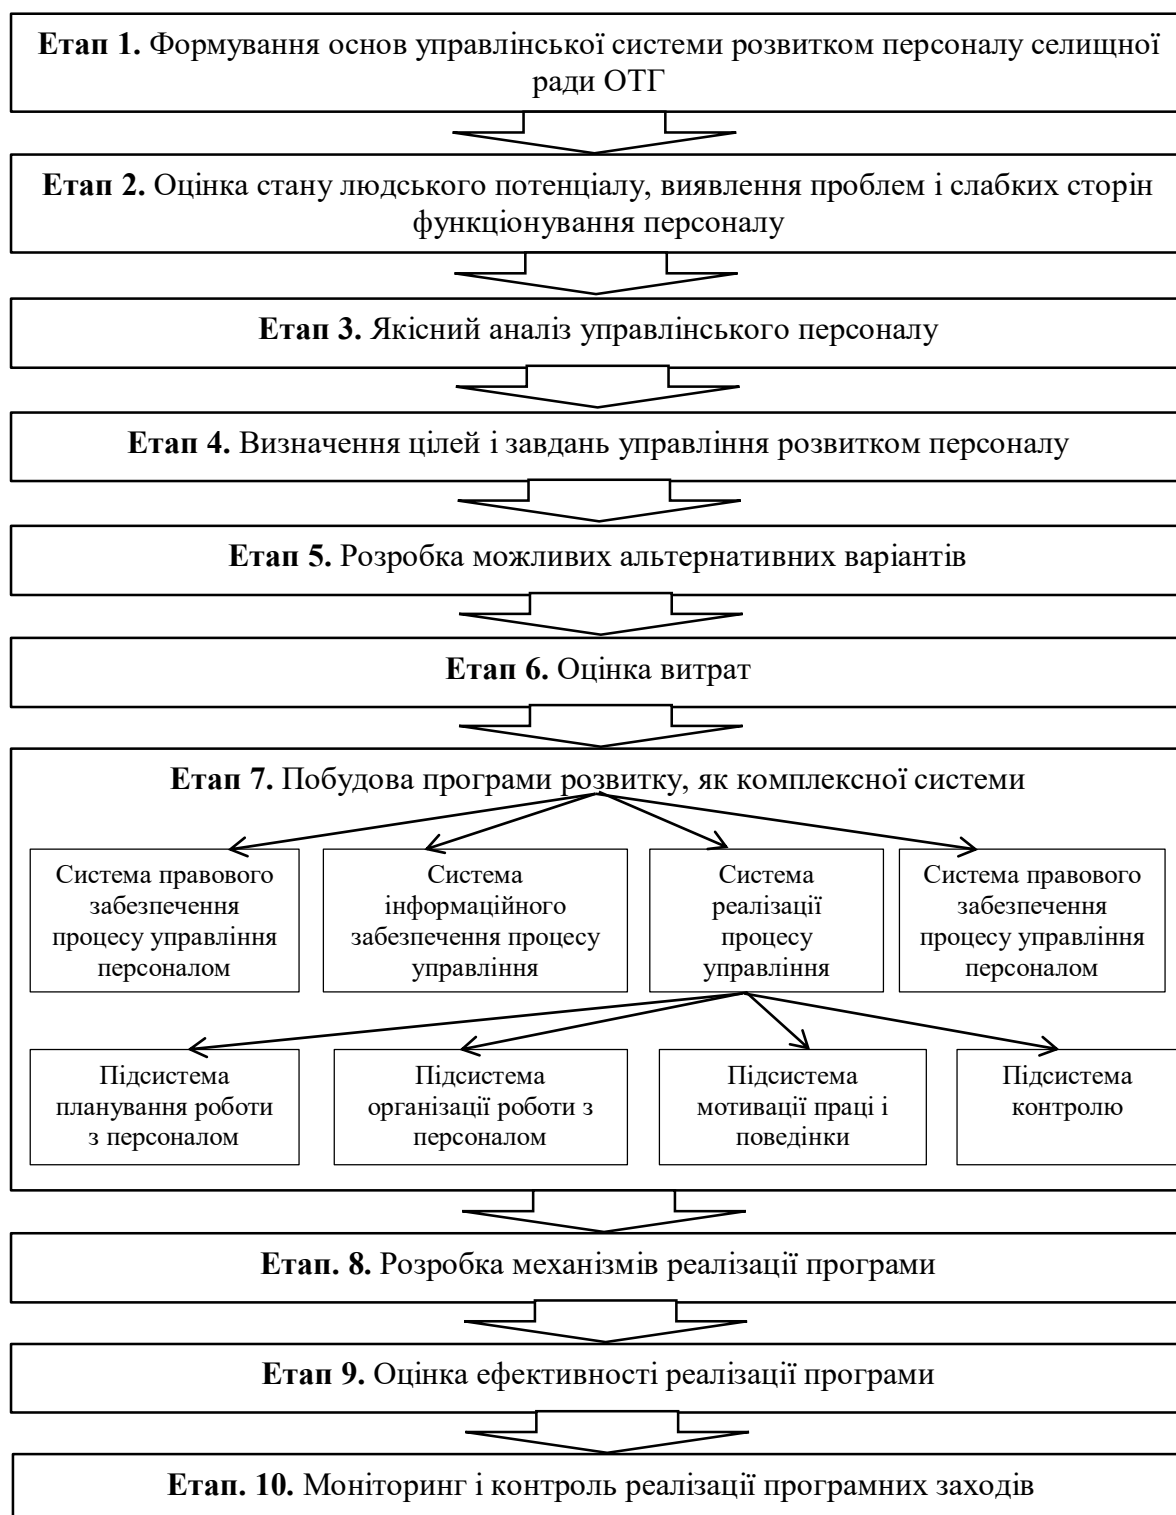 Етап 1. Формування основ управлінської системи розвитком персоналу селищної
ради ОТГ
Етап 2. Оцінка стану людського потенціалу, виявлення проблем і слабких сторін
функціонування персоналу
Етап 3. Якісний аналіз управлінського персоналу
Етап 4. Визначення цілей і завдань управління розвитком персоналу
Етап 5. Розробка можливих альтернативних варіантів
Етап 6. Оцінка витрат
Етап 7. Побудова програми розвитку, як комплексної системи
Система правового
забезпечення
процесу управління
персоналом
Система
інформаційного
забезпечення процесу
управління
Система
реалізації
процесу
управління
Система правового
забезпечення
процесу управління
персоналом
Підсистема
планування роботи
з персоналом
Підсистема
організації роботи з
персоналом
Підсистема
мотивації праці і
поведінки
Підсистема
контролю
Етап. 8. Розробка механізмів реалізації програми
Етап 9. Оцінка ефективності реалізації програми
Етап. 10. Моніторинг і контроль реалізації програмних заходів